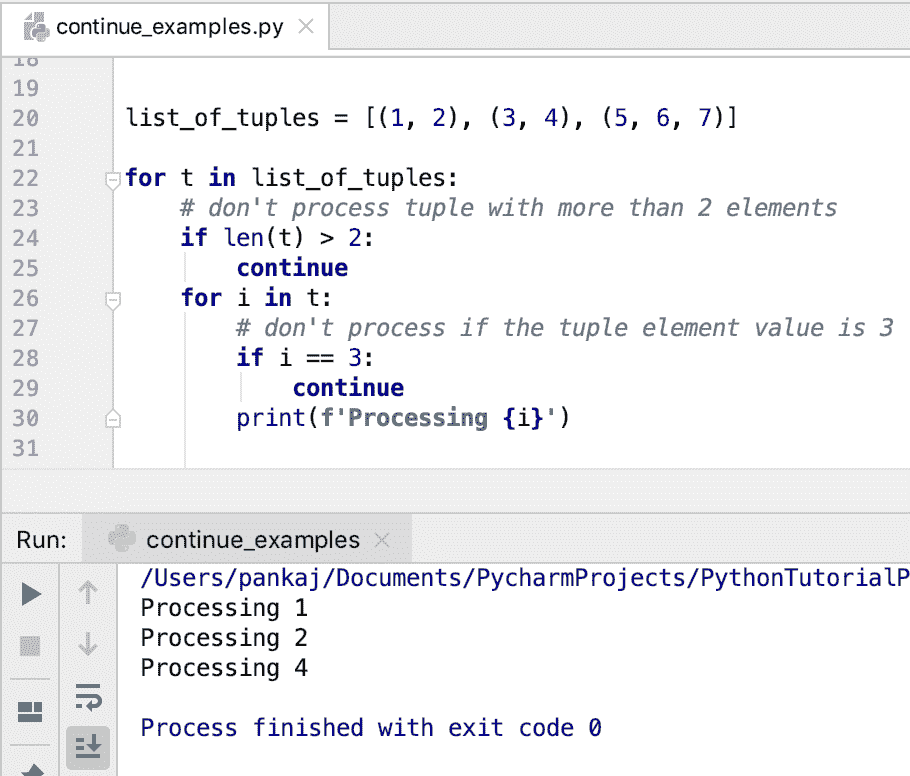 continue_examples.py
18
19
20 list_of_tuples = [(1, 2), (3, 4), (5, 6, 7)]
21
22 for t in list_of_tuples:
23     # don't process tuple with more than 2 elements
24     if len(t) > 2:
25         continue
26     for i in t:
27         # don't process if the tuple element value is 3
28         if i == 3:
29             continue
30         print(f'Processing {i}')
31
Run: continue_examples
/Users/pankaj/Documents/PycharmProjects/PythonTutorialP
Processing 1
Processing 2
Processing 4
Process finished with exit code 0